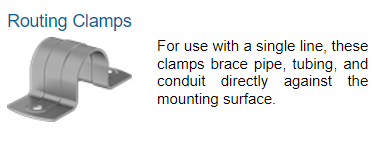 Routing Clamps
For use with a single line, these
clamps brace pipe, tubing, and
conduit directly against the
mounting surface.